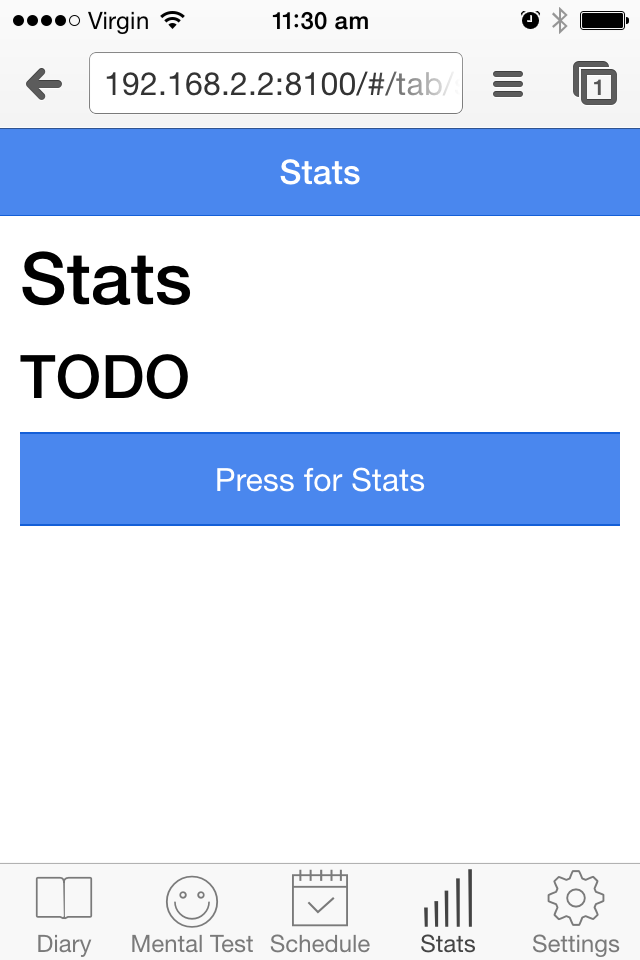 Virgin 11:30 am
192.168.2.2:8100/#/tab/
1
Stats
Stats
TODO
Press for Stats
Diary Mental Test Schedule Stats Settings